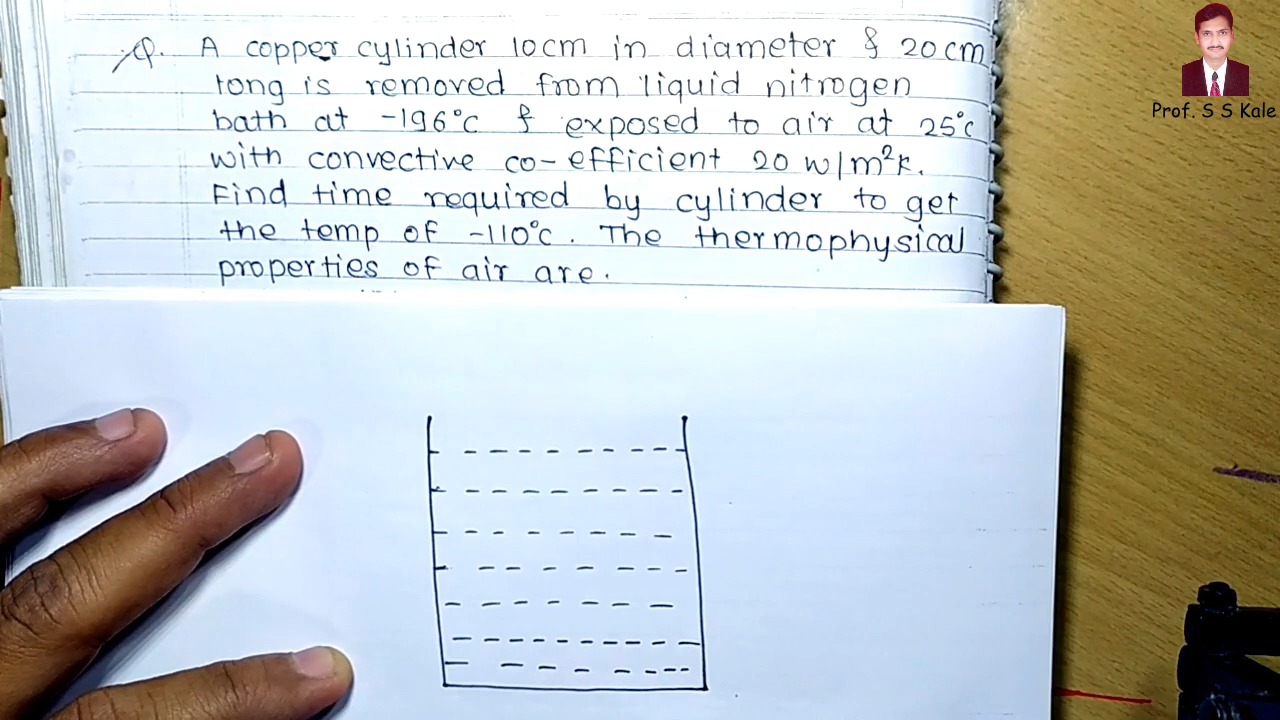 Q. A copper cylinder 10cm in diameter & 20cm
long is removed from liquid nitrogen
bath at -196°c & exposed to air at 25°c
with convective co-efficient 20 w/m²k.
Find time required by cylinder to get
the temp of -110°c. The thermophysical
properties of air are.
Prof. S S Kale